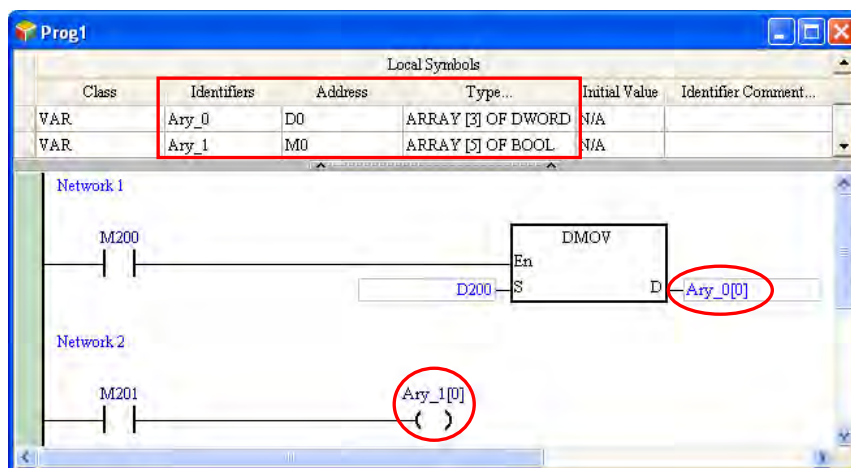 Prog1
Local Symbols
Class Identifiers Address Type... Initial Value Identifier Comment...
VAR Ary_0 D0 ARRAY [3] OF DWORD N/A
VAR Ary_1 M0 ARRAY [5] OF BOOL N/A
Network 1
M200
DMOV
En
D200 S D Ary_0[0]
Network 2
M201 Ary_1[0]